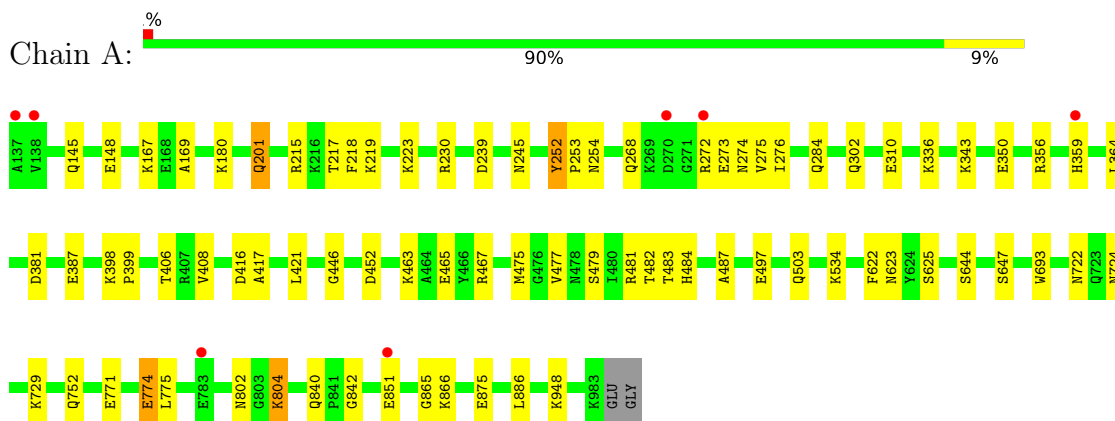 .%
Chain A:
90% 9%
A137 V138 Q145 E148 K167 E168 A169 K180 Q201 R215 K216 T217 F218 K219 K223 R230 D239 N245 Y252 P253 N254 Q268 K269 D270 G271 R272 E273 N274 V275 I276 Q284 Q302 E310 K336 K343 E350 R356 H359 L364
D381 E387 K398 P399 T406 R407 V408 D416 A417 L421 G446 D452 K463 A464 E465 Y466 R467 M475 G476 V477 N478 S479 I480 R481 T482 T483 H484 A487 E497 Q503 K534 F622 N623 Y624 S625 S644 S647 W693 N722 Q723 N724
K729 Q752 E771 E774 L775 E783 N802 G803 K804 Q840 P841 G842 E851 G865 K866 E875 L886 K948 K983 GLU GLY